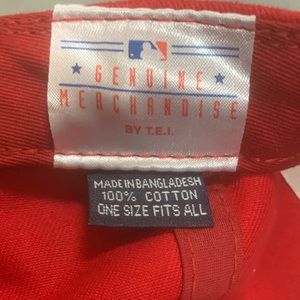 GENUINE
MERCHANDISE
BY T.E.I.
MADE IN BANGLADESH
100% COTTON
ONE SIZE FITS ALL